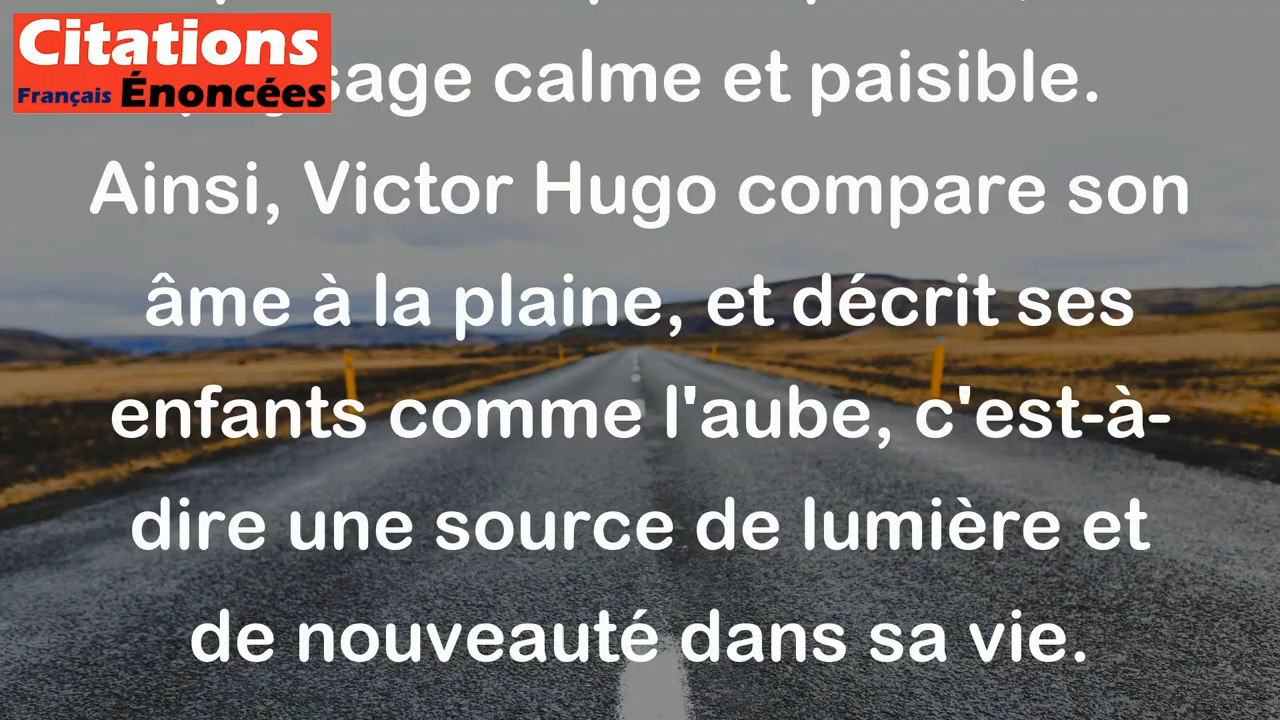 Citations
Français Énoncées
sage calme et paisible.
Ainsi, Victor Hugo compare son
âme à la plaine, et décrit ses
enfants comme l'aube, c'est-à-
dire une source de lumière et
de nouveauté dans sa vie.